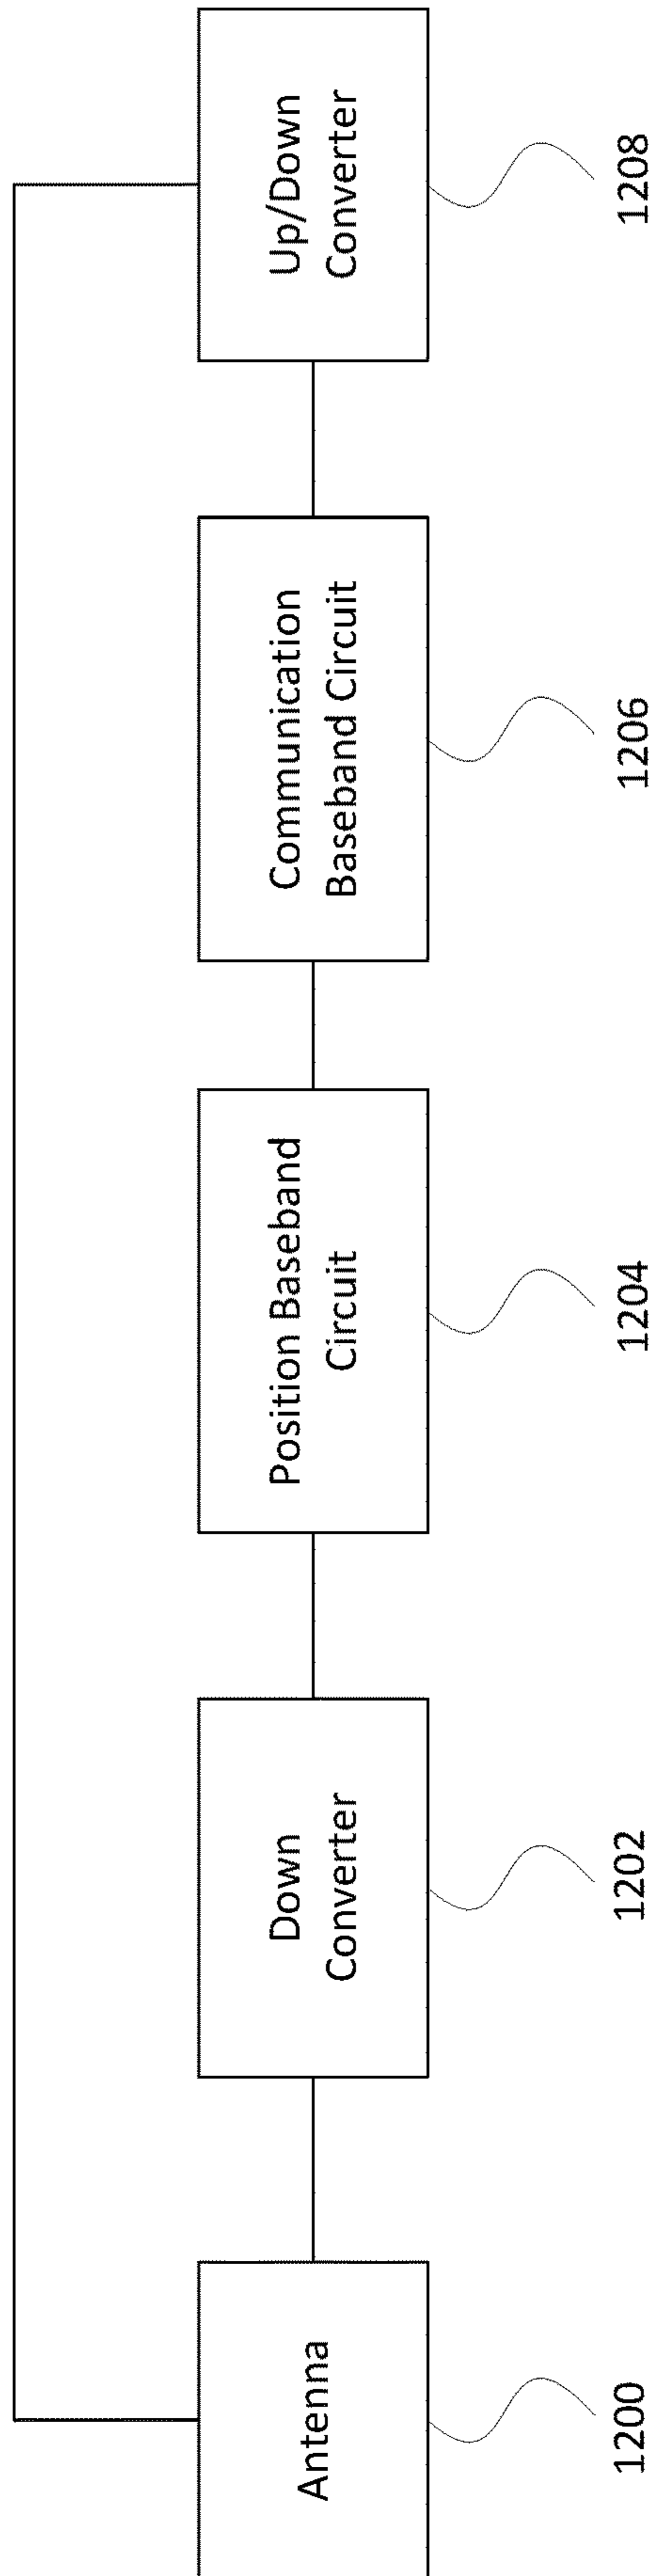 Antenna
1200
Down
Converter
1202
Position Baseband
Circuit
1204
Communication
Baseband Circuit
1206
Up/Down
Converter
1208